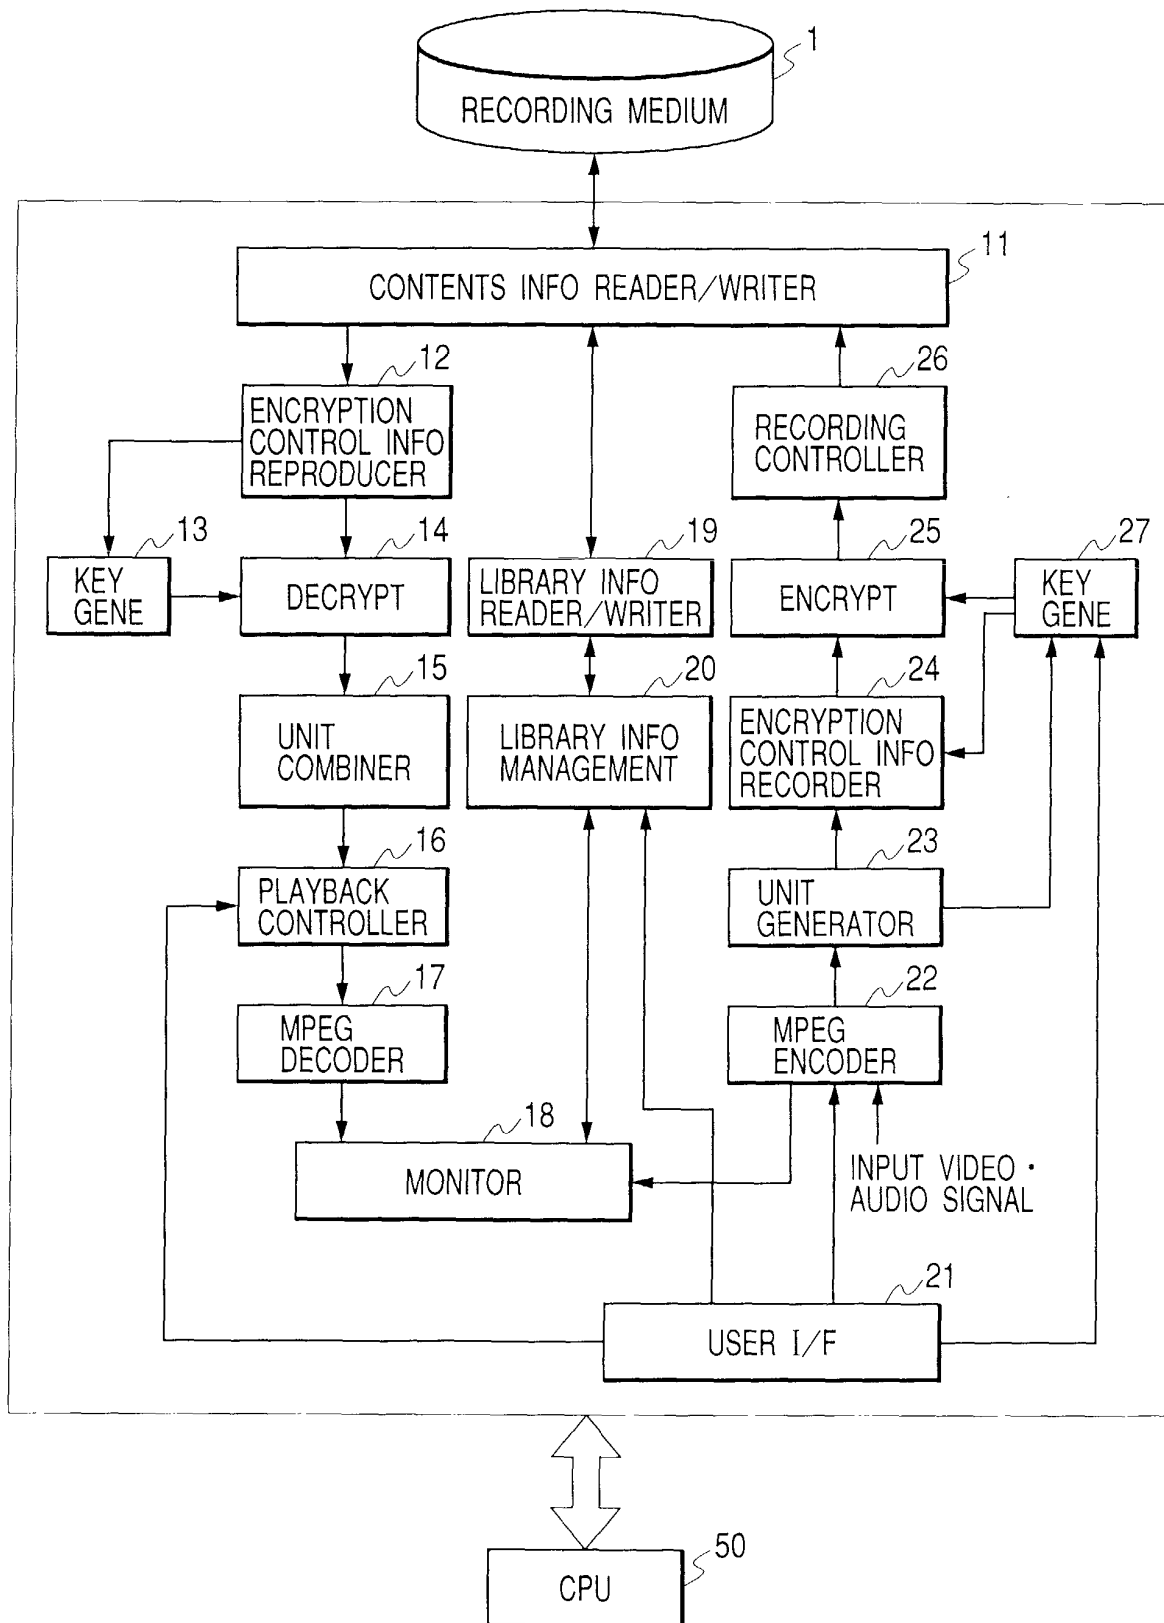 1
RECORDING MEDIUM
11
CONTENTS INFO READER/WRITER
12
ENCRYPTION
CONTROL INFO
REPRODUCER
26
RECORDING
CONTROLLER
13
KEY
GENE
14
DECRYPT
19
LIBRARY INFO
READER/WRITER
25
ENCRYPT
27
KEY
GENE
15
UNIT
COMBINER
20
LIBRARY INFO
MANAGEMENT
24
ENCRYPTION
CONTROL INFO
RECORDER
16
PLAYBACK
CONTROLLER
23
UNIT
GENERATOR
17
MPEG
DECODER
22
MPEG
ENCODER
18
MONITOR
INPUT VIDEO・
AUDIO SIGNAL
21
USER I/F
50
CPU